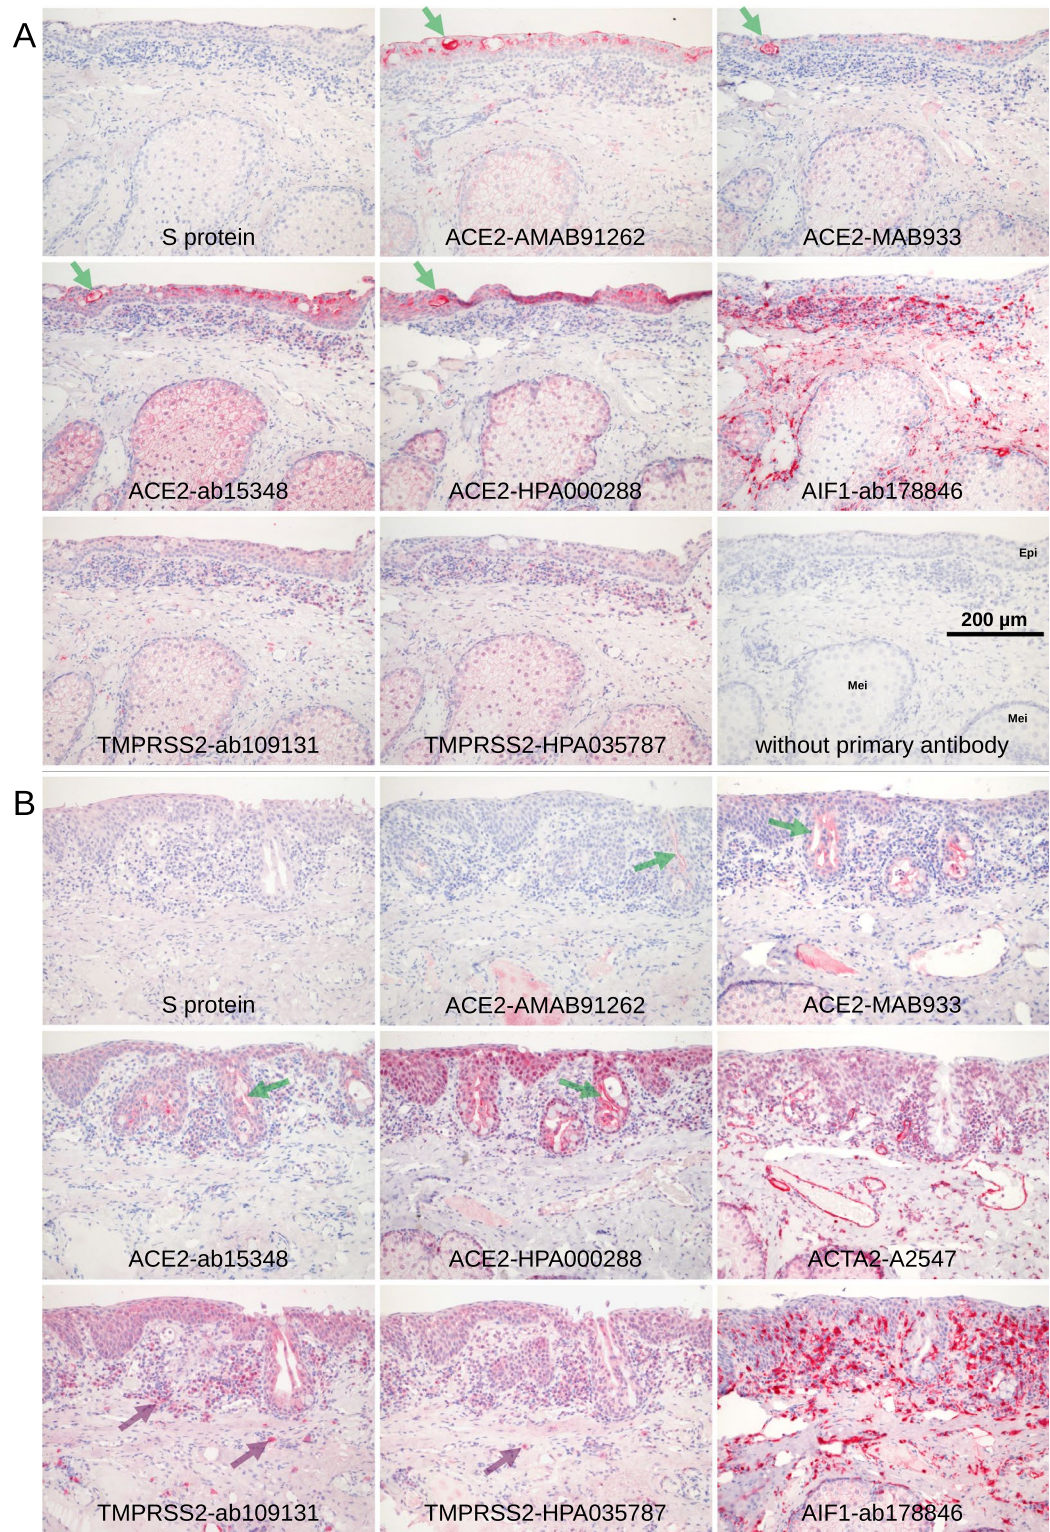 A
S protein
ACE2-AMAB91262
ACE2-MAB933
ACE2-ab15348
ACE2-HPA000288
AIF1-ab178846
TMPRSS2-ab109131
TMPRSS2-HPA035787
Epi
200 µm
Mei
Mei
without primary antibody
B
S protein
ACE2-AMAB91262
ACE2-MAB933
ACE2-ab15348
ACE2-HPA000288
ACTA2-A2547
TMPRSS2-ab109131
TMPRSS2-HPA035787
AIF1-ab178846